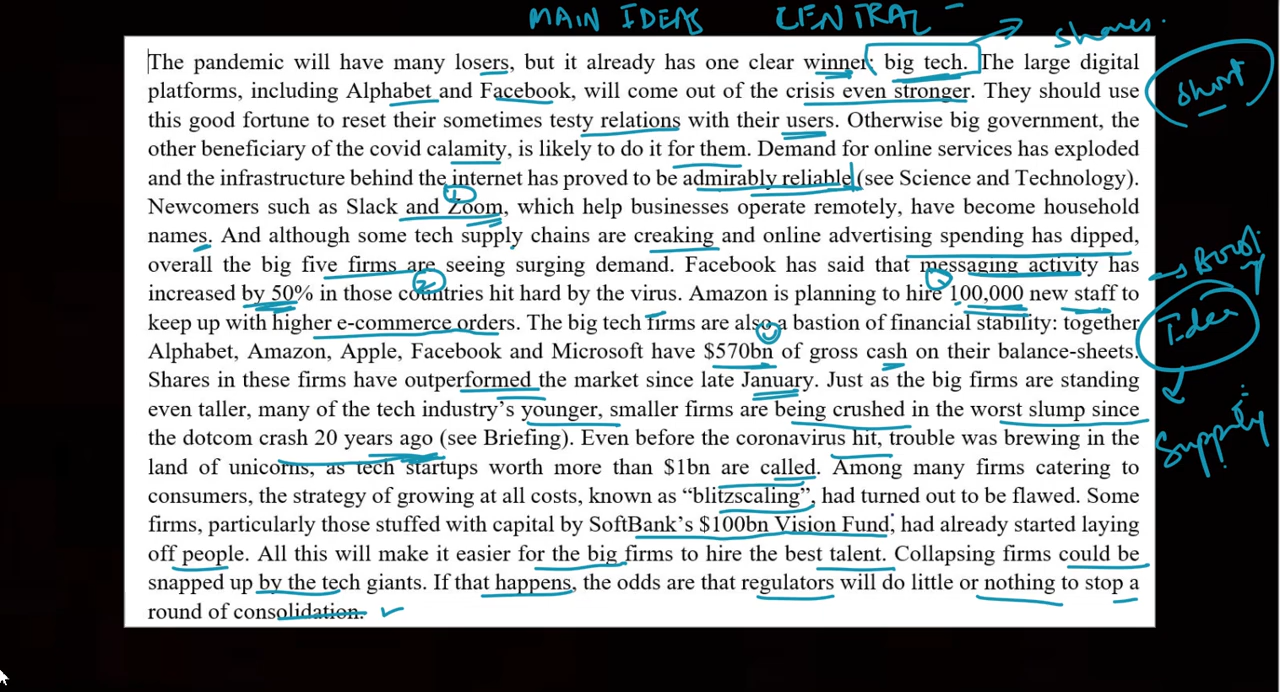 MAIN IDEAS CENTRAL -
shares.
The pandemic will have many losers, but it already has one clear winner: big tech. The large digital
short
platforms, including Alphabet and Facebook, will come out of the crisis even stronger. They should use
this good fortune to reset their sometimes testy relations with their users. Otherwise big government, the
other beneficiary of the covid calamity, is likely to do it for them. Demand for online services has exploded
and the infrastructure behind the internet has proved to be admirably reliable (see Science and Technology).
1
Newcomers such as Slack and Zoom, which help businesses operate remotely, have become household
names. And although some tech supply chains are creaking and online advertising spending has dipped,
overall the big five firms are seeing surging demand. Facebook has said that messaging activity has
2
increased by 50% in those countries hit hard by the virus. Amazon is planning to hire 100,000 new staff to
keep up with higher e-commerce orders. The big tech firms are also a bastion of financial stability: together
Idea
Alphabet, Amazon, Apple, Facebook and Microsoft have $570bn of gross cash on their balance-sheets.
Shares in these firms have outperformed the market since late January. Just as the big firms are standing
even taller, many of the tech industry's younger, smaller firms are being crushed in the worst slump since
the dotcom crash 20 years ago (see Briefing). Even before the coronavirus hit, trouble was brewing in the
land of unicorns, as tech startups worth more than $1bn are called. Among many firms catering to
consumers, the strategy of growing at all costs, known as “blitzscaling”, had turned out to be flawed. Some
firms, particularly those stuffed with capital by SoftBank's $100bn Vision Fund, had already started laying
off people. All this will make it easier for the big firms to hire the best talent. Collapsing firms could be
snapped up by the tech giants. If that happens, the odds are that regulators will do little or nothing to stop a
round of consolidation.